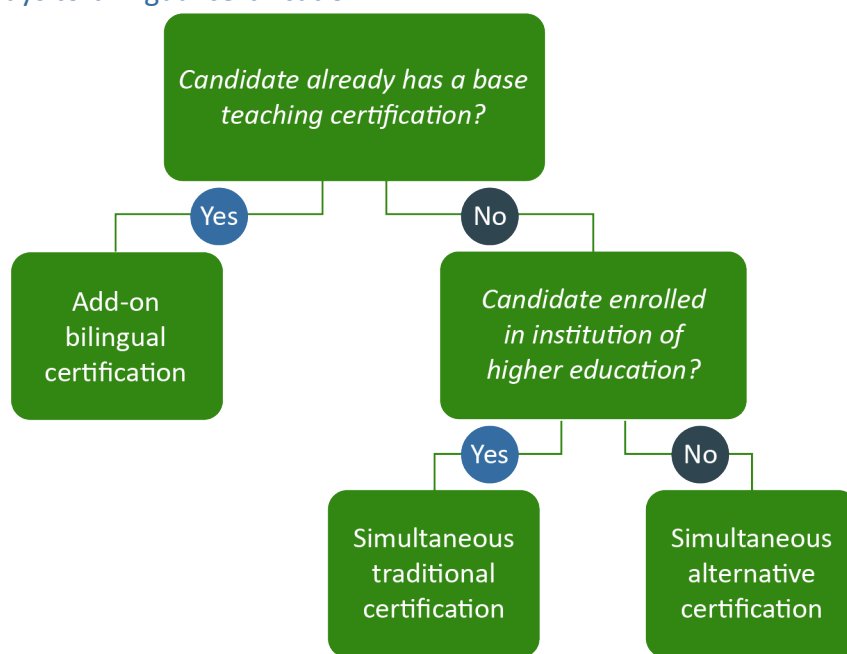 Candidate already has a base
teaching certification?
Yes
No
Add-on
bilingual
certification
Candidate enrolled
in institution of
higher education?
Yes
No
Simultaneous
traditional
certification
Simultaneous
alternative
certification